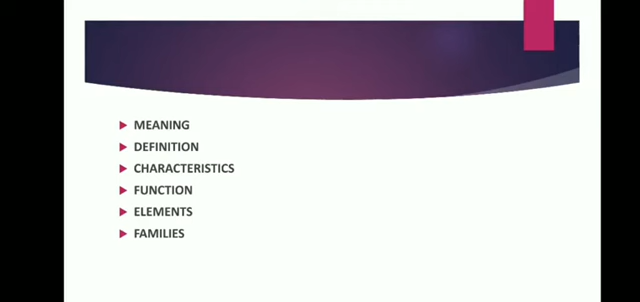 MEANING
DEFINITION
CHARACTERISTICS
FUNCTION
ELEMENTS
FAMILIES